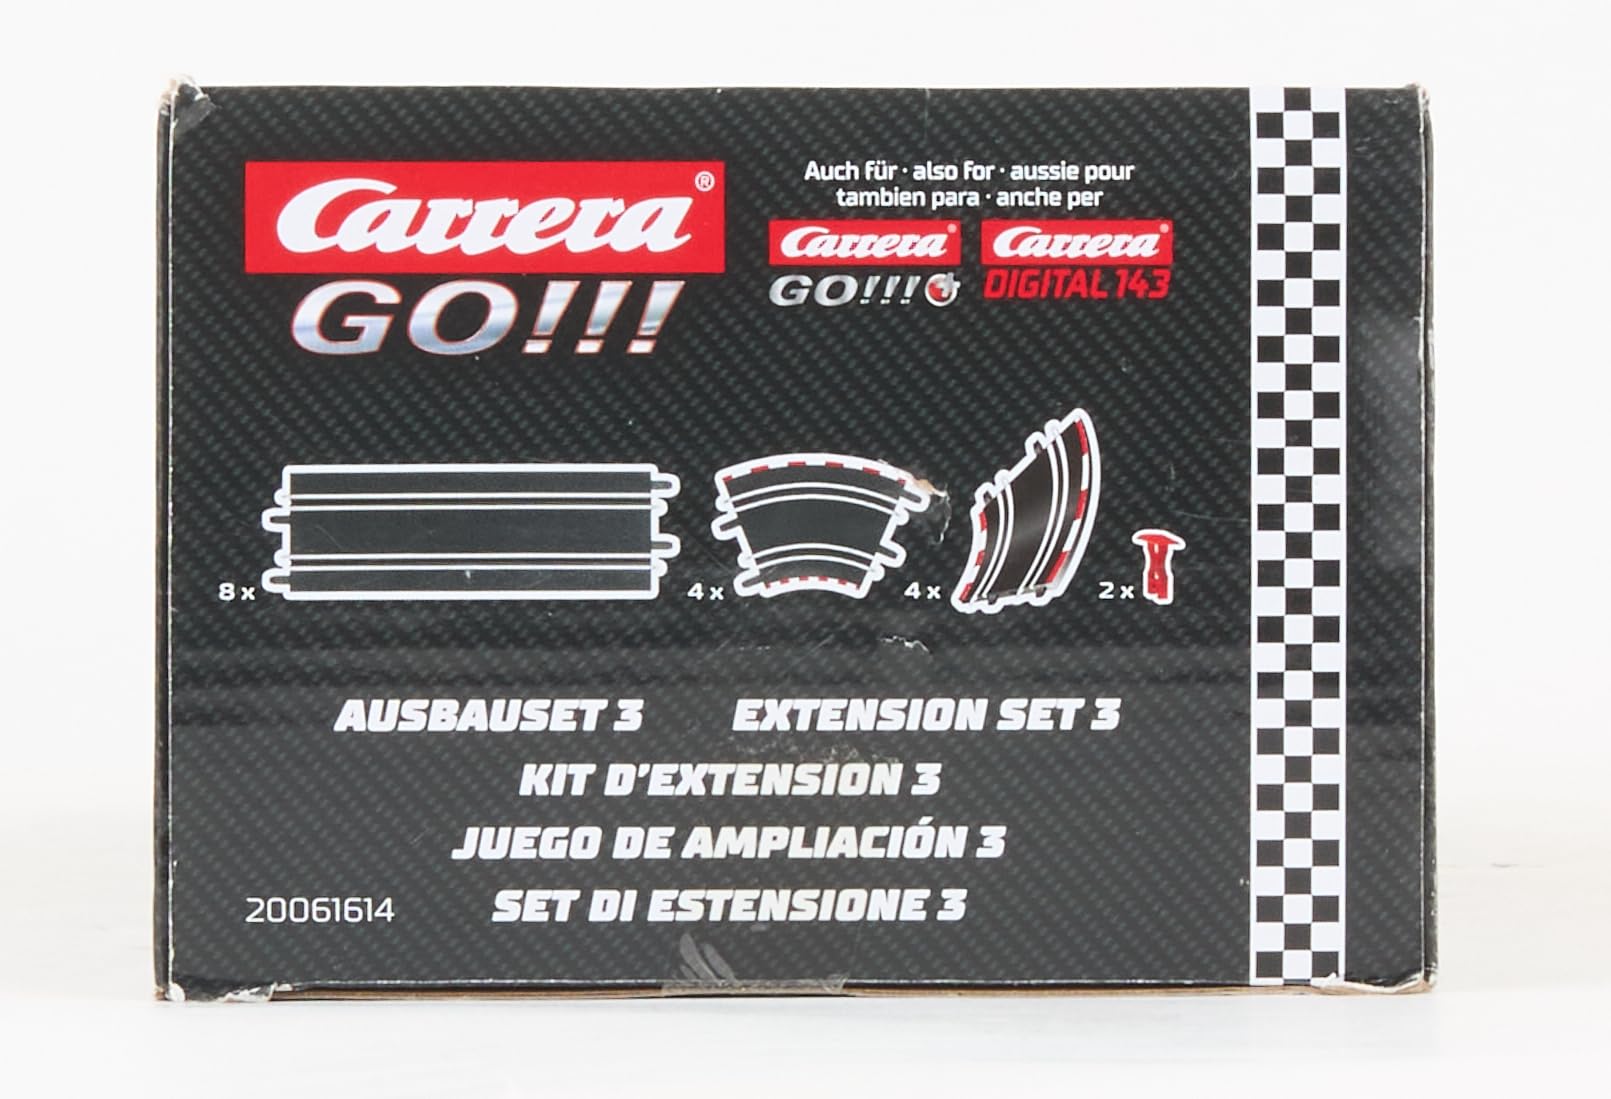 Carrera®
GO!!!
Auch für · also for · aussie pour
tambien para · anche per
Carrera® Carrera®
GO!!!+ DIGITAL 143
8 x 4 x 4 x 2 x
AUSBAUSET 3 EXTENSION SET 3
KIT D'EXTENSION 3
JUEGO DE AMPLIACIÓN 3
20061614 SET DI ESTENSIONE 3